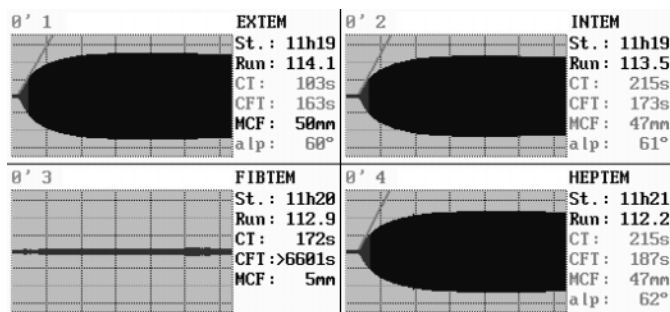 0' 1 EXTEM
St.: 11h19
Run: 114.1
CT: 103s
CFT: 163s
MCF: 50mm
alp: 60°
0' 2 INTEM
St.: 11h19
Run: 113.5
CT: 215s
CFT: 173s
MCF: 47mm
alp: 61°
0' 3 FIBTEM
St.: 11h20
Run: 112.9
CT: 172s
CFT:>6601s
MCF: 5mm
0' 4 HEPTEM
St.: 11h21
Run: 112.2
CT: 215s
CFT: 187s
MCF: 47mm
alp: 62°